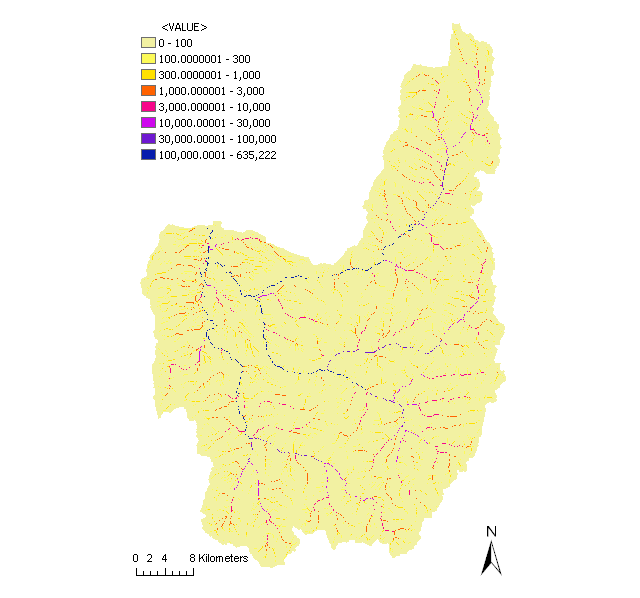 <VALUE>
0 - 100
100.0000001 - 300
300.0000001 - 1,000
1,000.000001 - 3,000
3,000.000001 - 10,000
10,000.00001 - 30,000
30,000.00001 - 100,000
100,000.0001 - 635,222
N
0 2 4 8 Kilometers